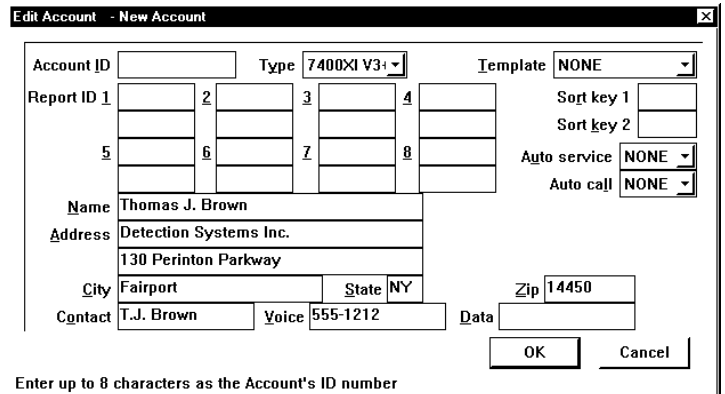 Edit Account - New Account
Account ID Type 7400XI V3+ Template NONE
Report ID 1 2 3 4 Sort key 1
Sort key 2
5 6 7 8 Auto service NONE
Auto call NONE
Name Thomas J. Brown
Address Detection Systems Inc.
130 Perinton Parkway
City Fairport State NY Zip 14450
Contact T.J. Brown Voice 555-1212 Data
OK Cancel
Enter up to 8 characters as the Account's ID number